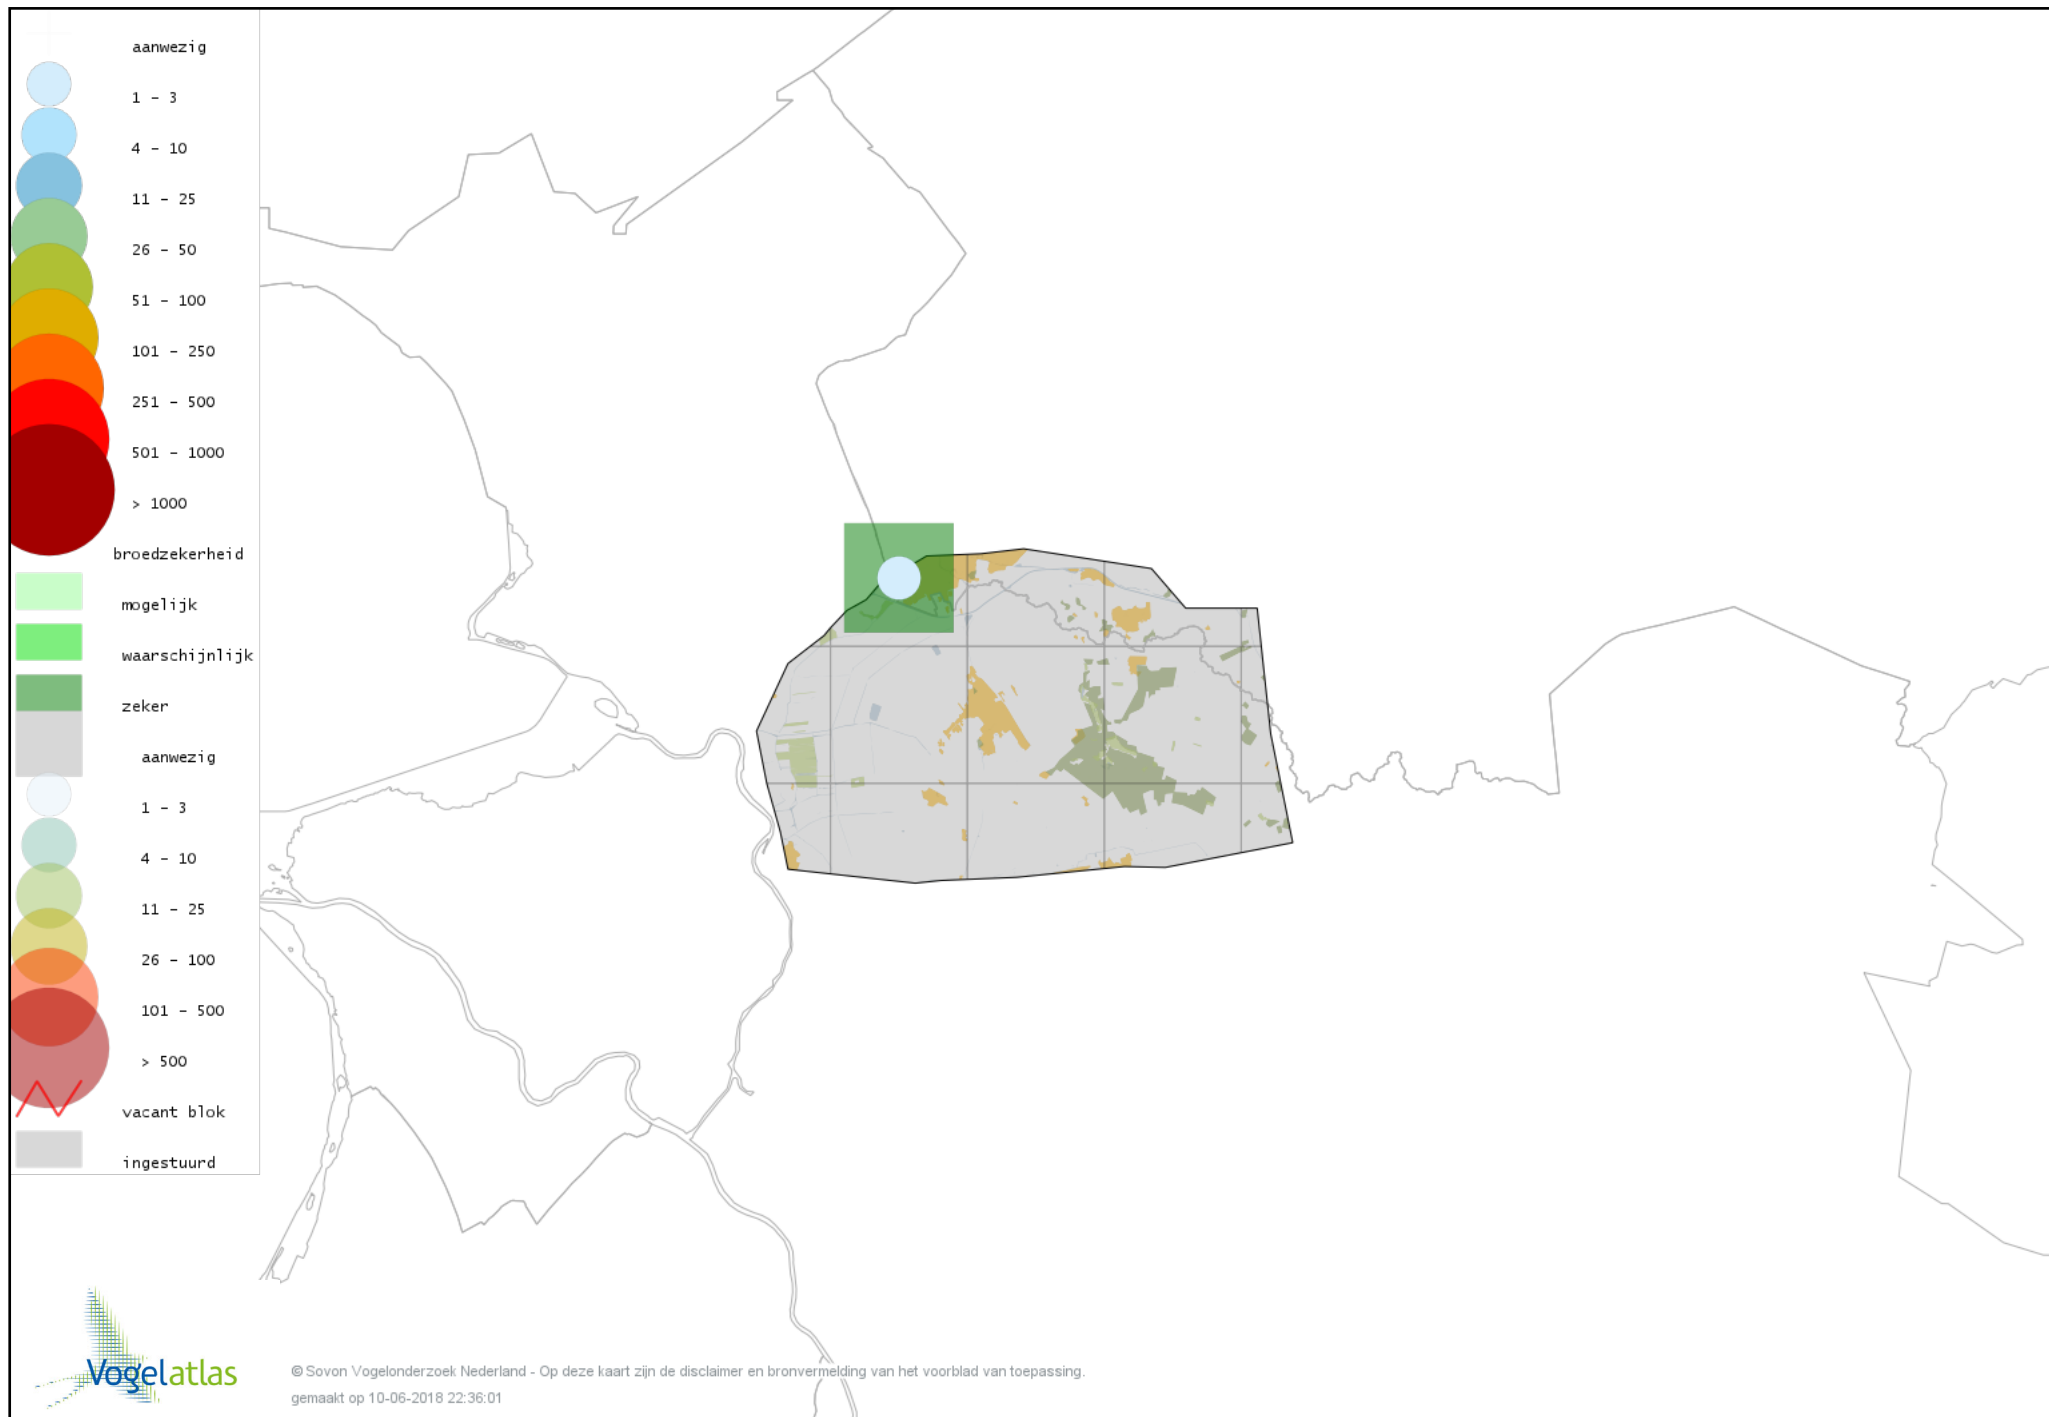 aanwezig
1 - 3
4 - 10
11 - 25
26 - 50
51 - 100
101 - 250
251 - 500
501 - 1000
> 1000
broedzekerheid
mogelijk
waarschijnlijk
zeker
aanwezig
1 - 3
4 - 10
11 - 25
26 - 100
101 - 500
> 500
vacant blok
ingestuurd
Vogelatlas
© Sovon Vogelonderzoek Nederland - Op deze kaart zijn de disclaimer en bronvermelding van het voorblad van toepassing.
gemaakt op 10-06-2018 22:36:01